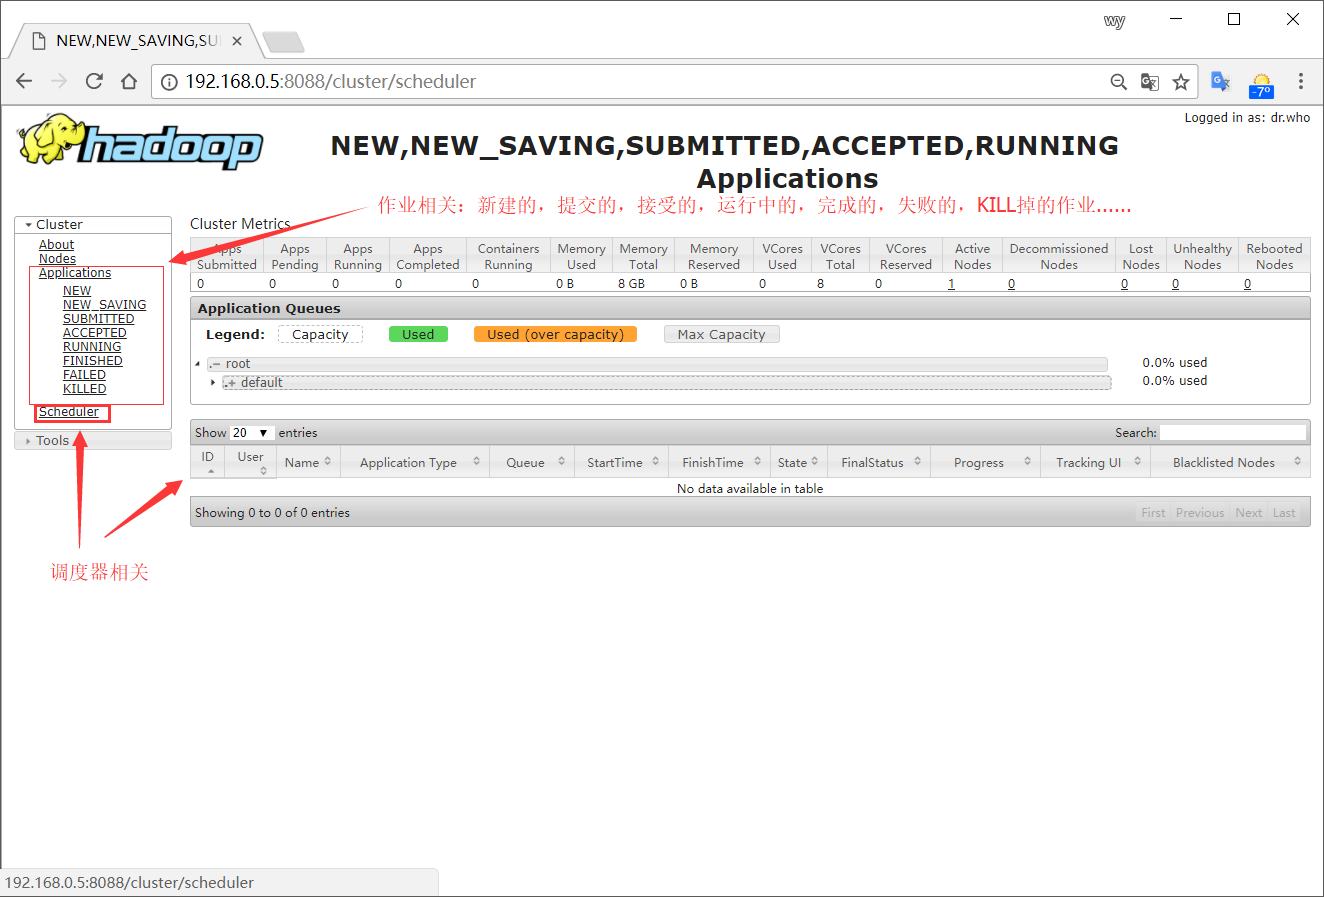 wy
NEW,NEW_SAVING,SU
192.168.0.5:8088/cluster/scheduler
-7°
Logged in as: dr.who
hadoop
NEW,NEW_SAVING,SUBMITTED,ACCEPTED,RUNNING
Applications
作业相关：新建的，提交的，接受的，运行中的，完成的，失败的，KILL掉的作业......
Cluster
About
Nodes
Applications
NEW
NEW_SAVING
SUBMITTED
ACCEPTED
RUNNING
FINISHED
FAILED
KILLED
Scheduler
Tools
调度器相关
Cluster Metrics
Apps Submitted Apps Pending Apps Running Apps Completed Containers Running Memory Used Memory Total Memory Reserved VCores Used VCores Total VCores Reserved Active Nodes Decommissioned Nodes Lost Nodes Unhealthy Nodes Rebooted Nodes
0 0 0 0 0 0 B 8 GB 0 B 0 8 0 1 0 0 0 0
Application Queues
Legend: Capacity Used Used (over capacity) Max Capacity
root 0.0% used
default 0.0% used
Show 20 entries Search:
ID User Name Application Type Queue StartTime FinishTime State FinalStatus Progress Tracking UI Blacklisted Nodes
No data available in table
Showing 0 to 0 of 0 entries First Previous Next Last
192.168.0.5:8088/cluster/scheduler